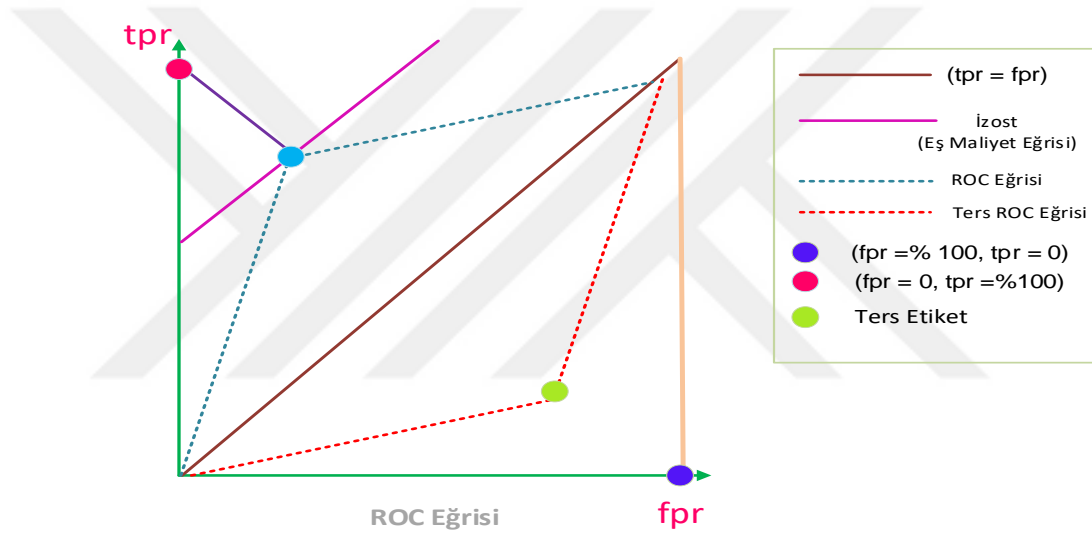 tpr
(tpr = fpr)
İzost
(Eş Maliyet Eğrisi)
ROC Eğrisi
Ters ROC Eğrisi
(fpr =% 100, tpr = 0)
(fpr = 0, tpr =%100)
Ters Etiket
ROC Eğrisi
fpr